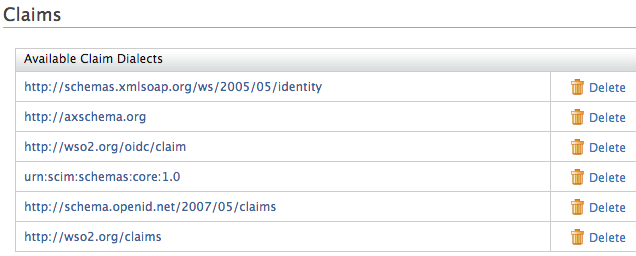 Claims
Available Claim Dialects
http://schemas.xmlsoap.org/ws/2005/05/identity Delete
http://axschema.org Delete
http://wso2.org/oidc/claim Delete
urn:scim:schemas:core:1.0 Delete
http://schema.openid.net/2007/05/claims Delete
http://wso2.org/claims Delete